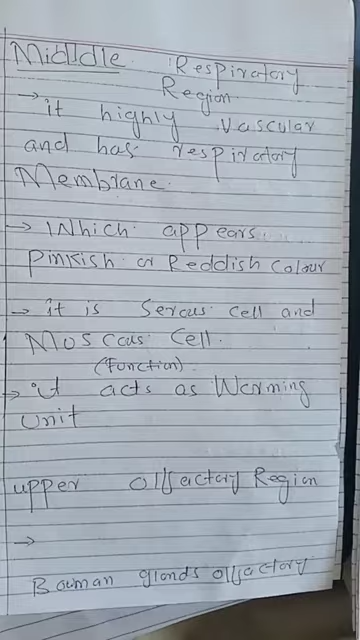 Middle. Respiratory
Region
→ it highly vascular
and has respiratory
Membrane.
→ Which appears.
Pinkish or Reddish Colour
→ it is Serous Cell and
Moscous Cell.
(Function)
→ it acts as Warming
Unit
upper olfactory Region
→
Bowman glands olfactory